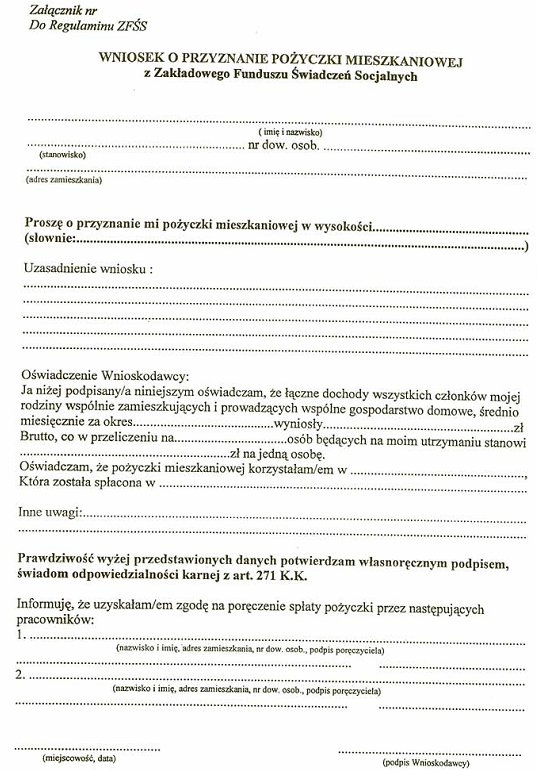 Załącznik nr
Do Regulaminu ZFŚS
WNIOSEK O PRZYZNANIE POŻYCZKI MIESZKANIOWEJ
z Zakładowego Funduszu Świadczeń Socjalnych
( imię i nazwisko)
.................................................. nr dow. osob. ..................................................
(stanowisko)
(adres zamieszkania)
Proszę o przyznanie mi pożyczki mieszkaniowej w wysokości........................................
(słownie:....................................................................................................................)
Uzasadnienie wniosku :
Oświadczenie Wnioskodawcy:
Ja niżej podpisany/a niniejszym oświadczam, że łączne dochody wszystkich członków mojej
rodziny wspólnie zamieszkujących i prowadzących wspólne gospodarstwo domowe, średnio
miesięcznie za okres..................................wyniosły..................................................zł
Brutto, co w przeliczeniu na..............................osób będących na moim utrzymaniu stanowi
..................................................zł na jedną osobę.
Oświadczam, że pożyczki mieszkaniowej korzystałam/em w ..........................................,
Która została spłacona w ..........................................................................................
Inne uwagi:..............................................................................................................
Prawdziwość wyżej przedstawionych danych potwierdzam własnoręcznym podpisem,
świadom odpowiedzialności karnej z art. 271 K.K.
Informuję, że uzyskałam/em zgodę na poręczenie spłaty pożyczki przez następujących
pracowników:
1. ..............................................................................................................................
(nazwisko i imię, adres zamieszkania, nr dow. osob., podpis poręczyciela)
2. ..............................................................................................................................
(nazwisko i imię, adres zamieszkania, nr dow. osob., podpis poręczyciela)
(miejscowość, data)
(podpis Wnioskodawcy)